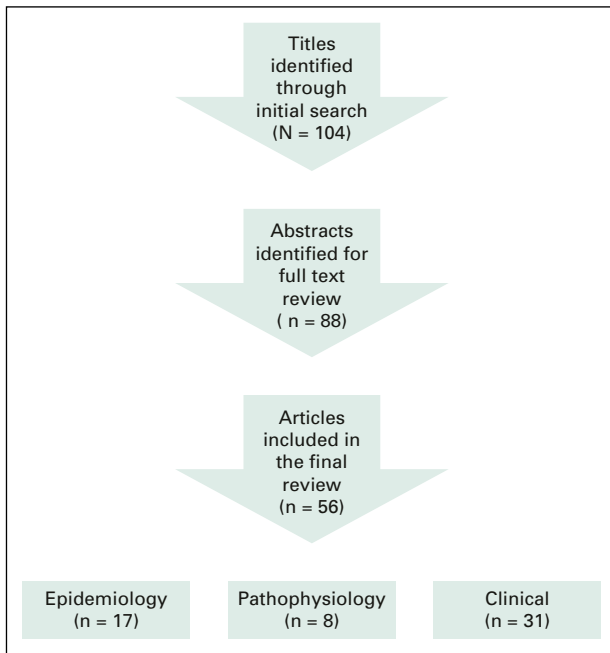 Titles
identified
through
initial search
(N = 104)
Abstracts
identified for
full text
review
( n = 88)
Articles
included in
the final
review
(n = 56)
Epidemiology
(n = 17)
Pathophysiology
(n = 8)
Clinical
(n = 31)